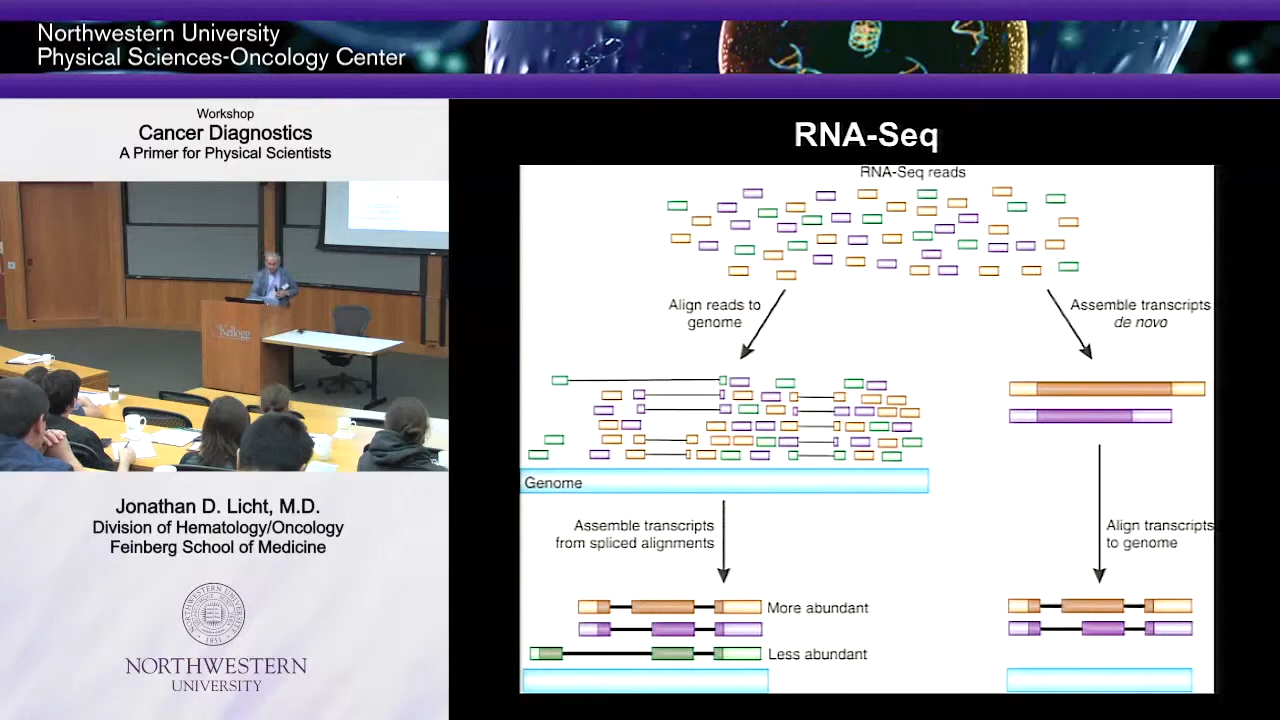 Northwestern University
Physical Sciences-Oncology Center
Workshop
Cancer Diagnostics
A Primer for Physical Scientists
Kellogg
Jonathan D. Licht, M.D.
Division of Hematology/Oncology
Feinberg School of Medicine
NORTHWESTERN
UNIVERSITY
RNA-Seq
RNA-Seq reads
Align reads to
genome
Assemble transcripts
de novo
Genome
Assemble transcripts
from spliced alignments
Align transcripts
to genome
More abundant
Less abundant